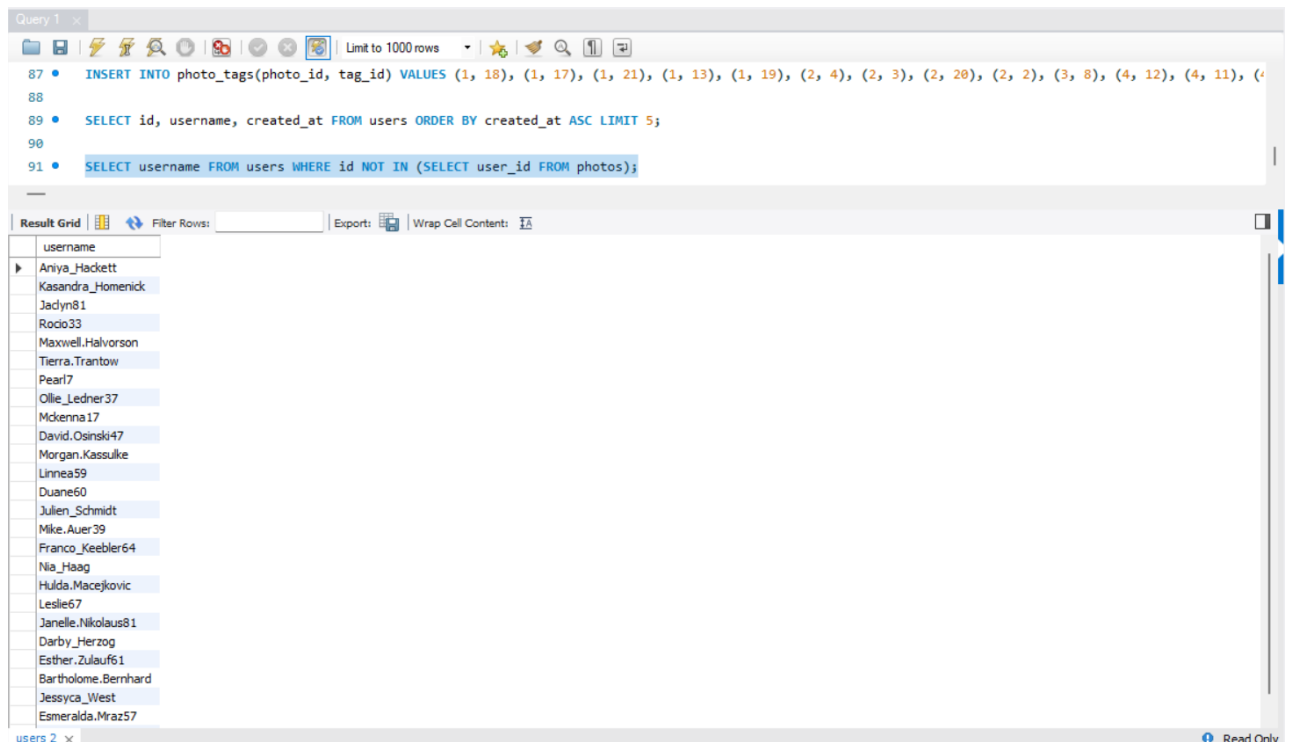 Query 1
Limit to 1000 rows
87 INSERT INTO photo_tags(photo_id, tag_id) VALUES (1, 18), (1, 17), (1, 21), (1, 13), (1, 19), (2, 4), (2, 3), (2, 20), (2, 2), (3, 8), (4, 12), (4, 11), (4
88
89 SELECT id, username, created_at FROM users ORDER BY created_at ASC LIMIT 5;
90
91 SELECT username FROM users WHERE id NOT IN (SELECT user_id FROM photos);
Result Grid Filter Rows: Export: Wrap Cell Content:
username
Aniya_Hackett
Kasandra_Homenick
Jaclyn81
Rocio33
Maxwell.Halvorson
Tierra.Trantow
Pearl7
Ollie_Ledner37
Mckenna17
David.Osinski47
Morgan.Kassulke
Linnea59
Duane60
Julien_Schmidt
Mike.Auer39
Franco_Keebler64
Nia_Haag
Hulda.Macejkovic
Leslie67
Janelle.Nikolaus81
Darby_Herzog
Esther.Zulauf61
Bartholome.Bernhard
Jessyca_West
Esmeralda.Mraz57
users 2 Read Only